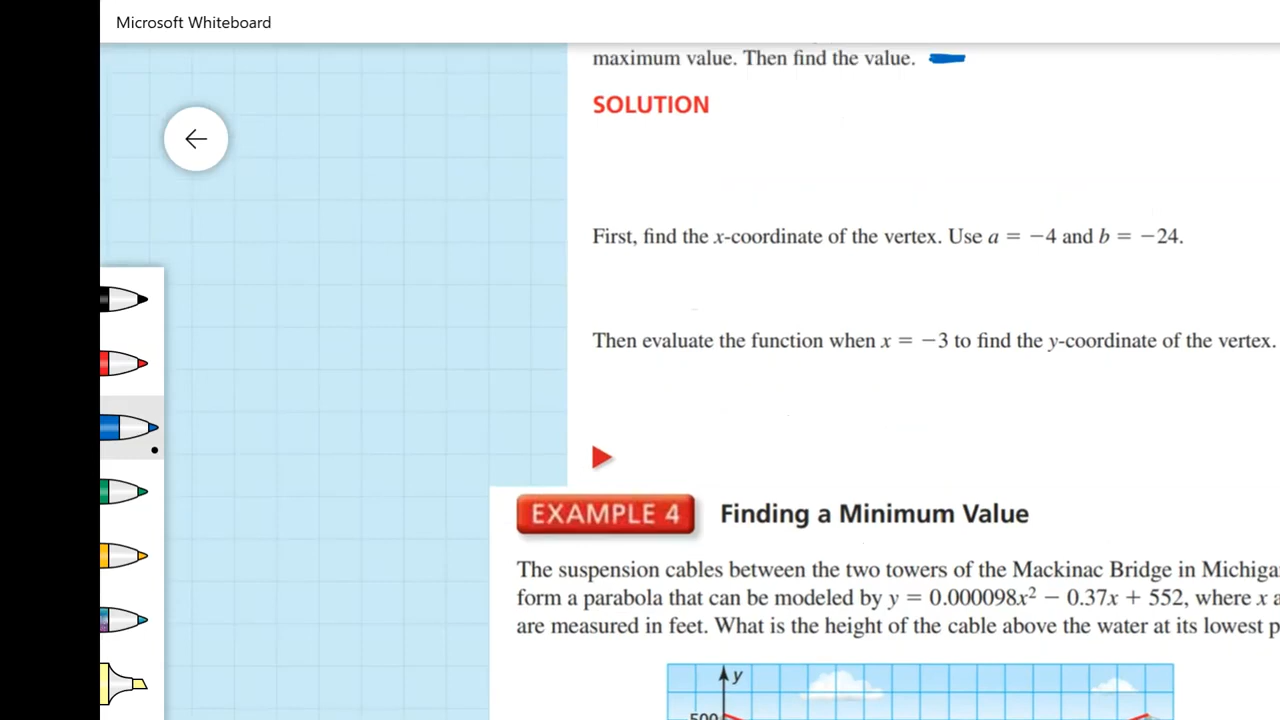 Microsoft Whiteboard
maximum value. Then find the value.
SOLUTION
First, find the x-coordinate of the vertex. Use a = −4 and b = −24.
Then evaluate the function when x = −3 to find the y-coordinate of the vertex.
EXAMPLE 4 Finding a Minimum Value
The suspension cables between the two towers of the Mackinac Bridge in Michiga
form a parabola that can be modeled by y = 0.000098x² − 0.37x + 552, where x a
are measured in feet. What is the height of the cable above the water at its lowest p
y
500